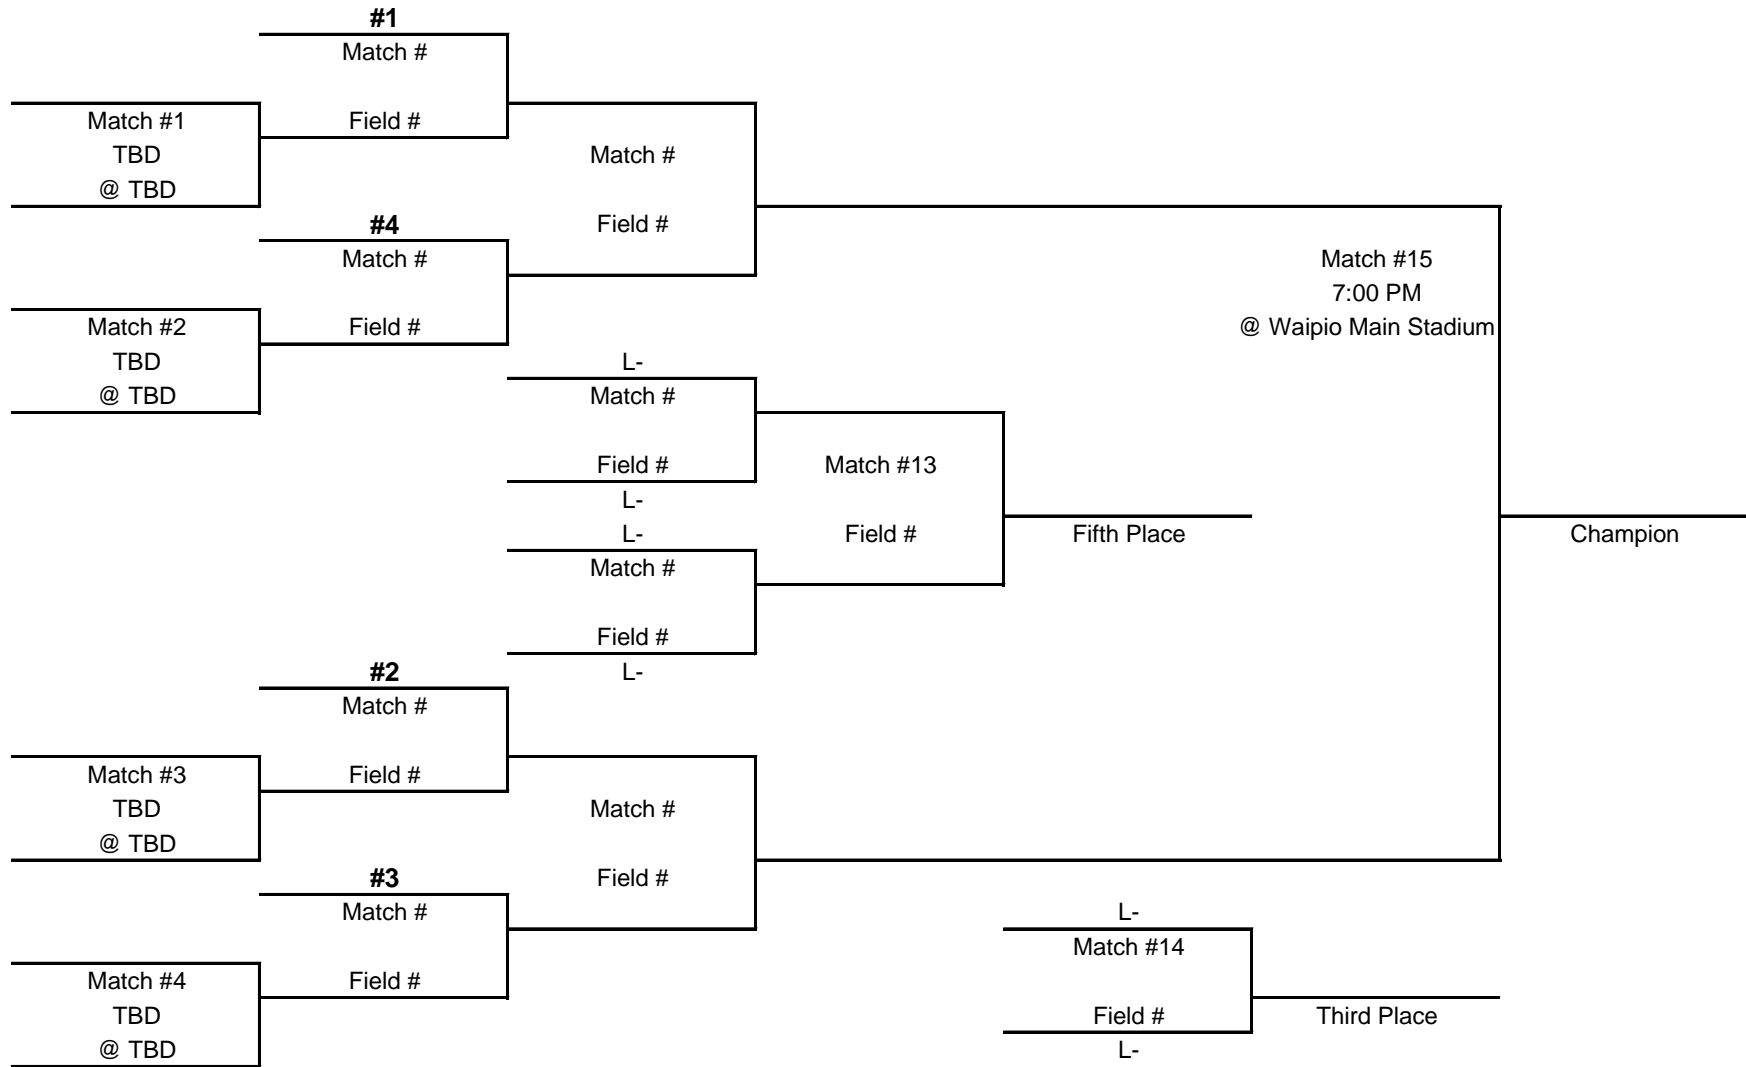 #1
Match #
Match #1
Field #
TBD
Match #
@ TBD
#4
Field #
Match #
Match #15
7:00 PM
Match #2
Field #
@ Waipio Main Stadium
TBD
L-
@ TBD
Match #
Field #
Match #13
L-
L-
Field #
Fifth Place
Champion
Match #
Field #
#2
L-
Match #
Match #3
Field #
TBD
Match #
@ TBD
#3
Field #
Match #
L-
Match #14
Match #4
Field #
TBD
Field #
Third Place
@ TBD
L-